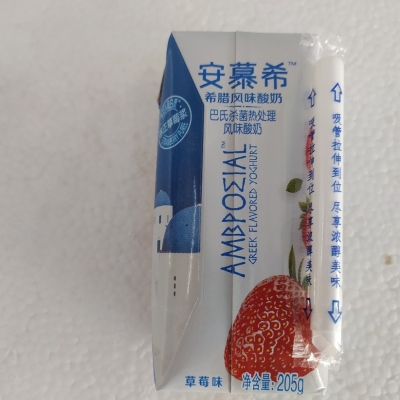 安慕希™
希腊风味酸奶
巴氏杀菌热处理
风味酸奶
AMBPOΣIAL™
GREEK FLAVORED YOGHURT
草莓味
净含量:205g
吸管拉伸到位 尽享浓醇美味